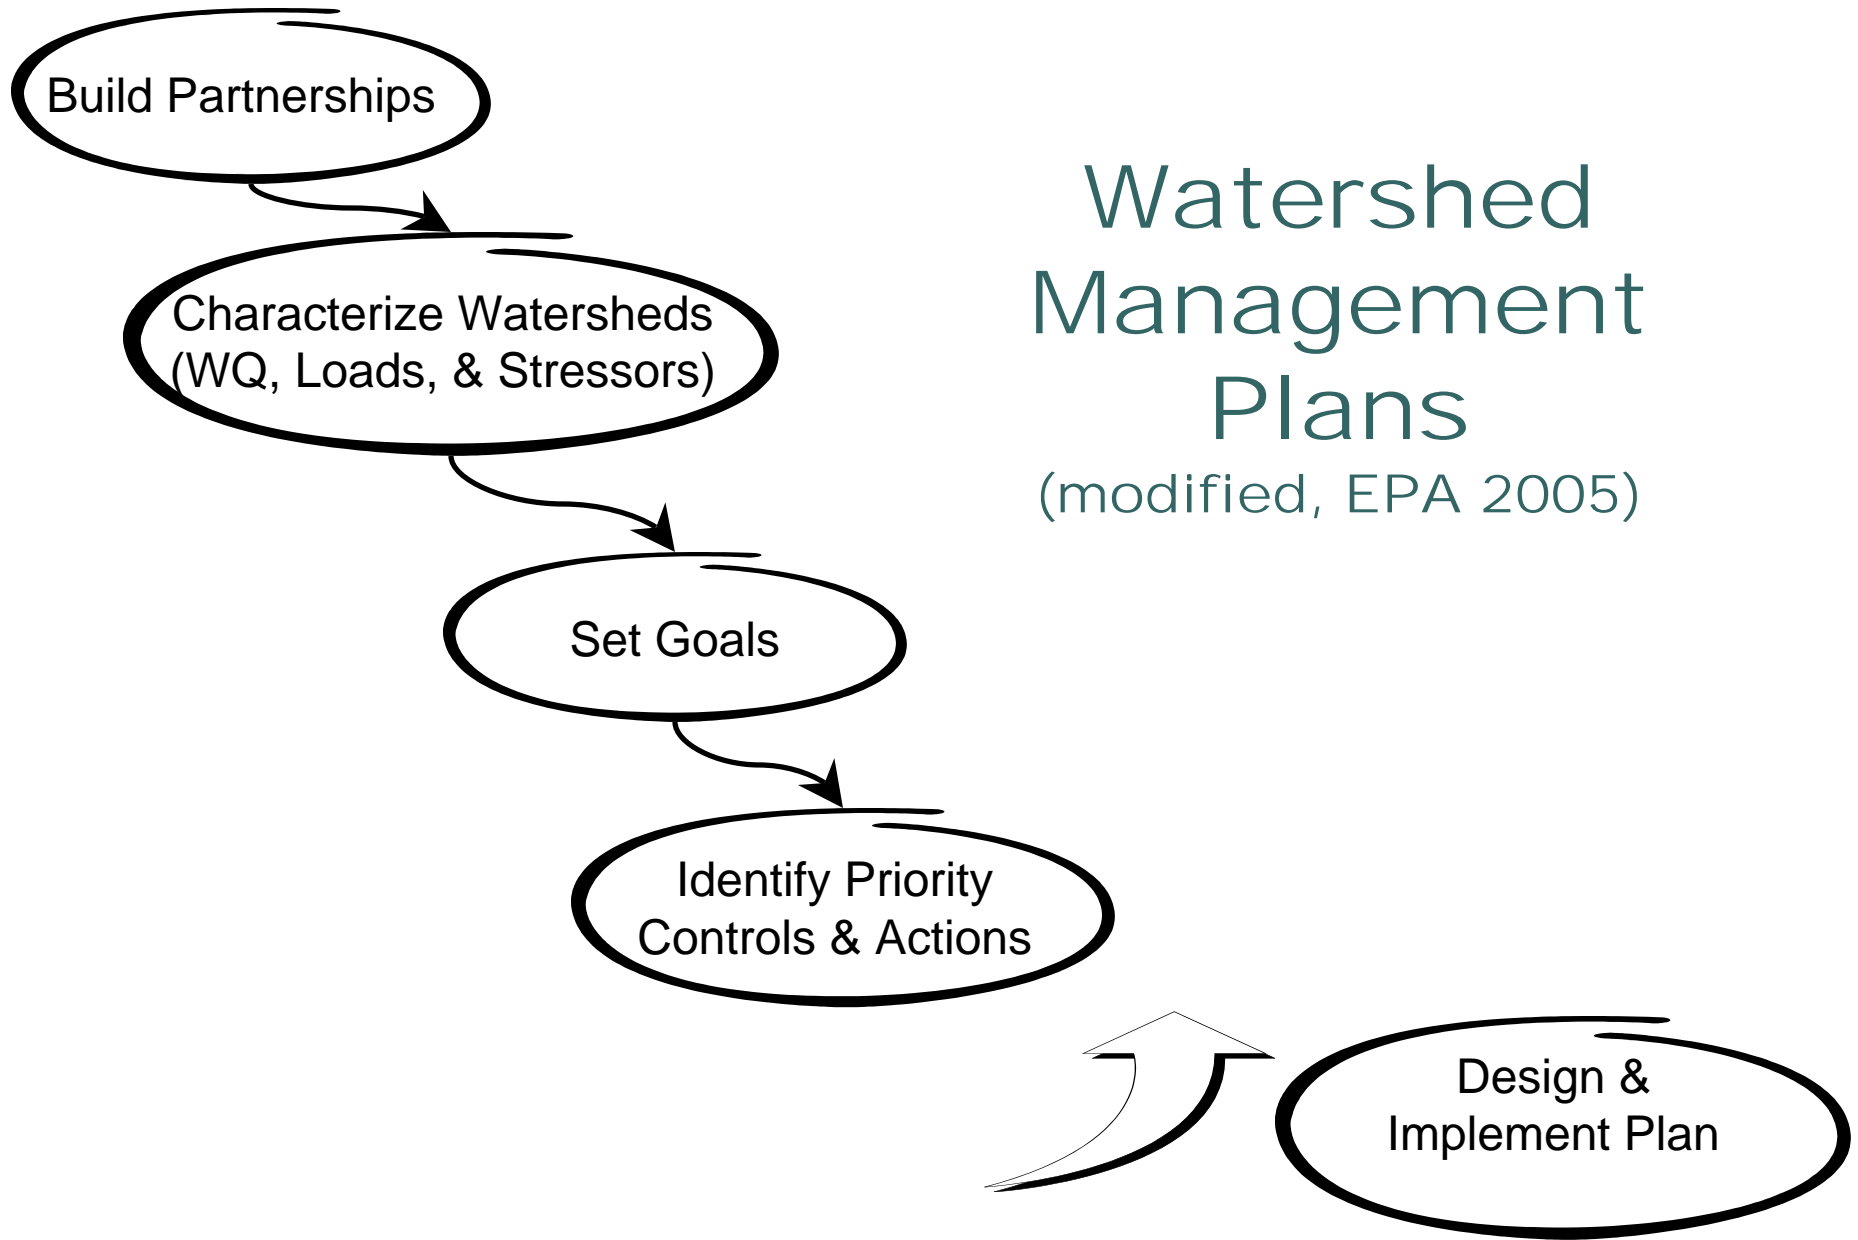 Build Partnerships
Characterize Watersheds
(WQ, Loads, & Stressors)
Set Goals
Identify Priority
Controls & Actions
Design &
Implement Plan
Watershed
Management
Plans
(modified, EPA 2005)